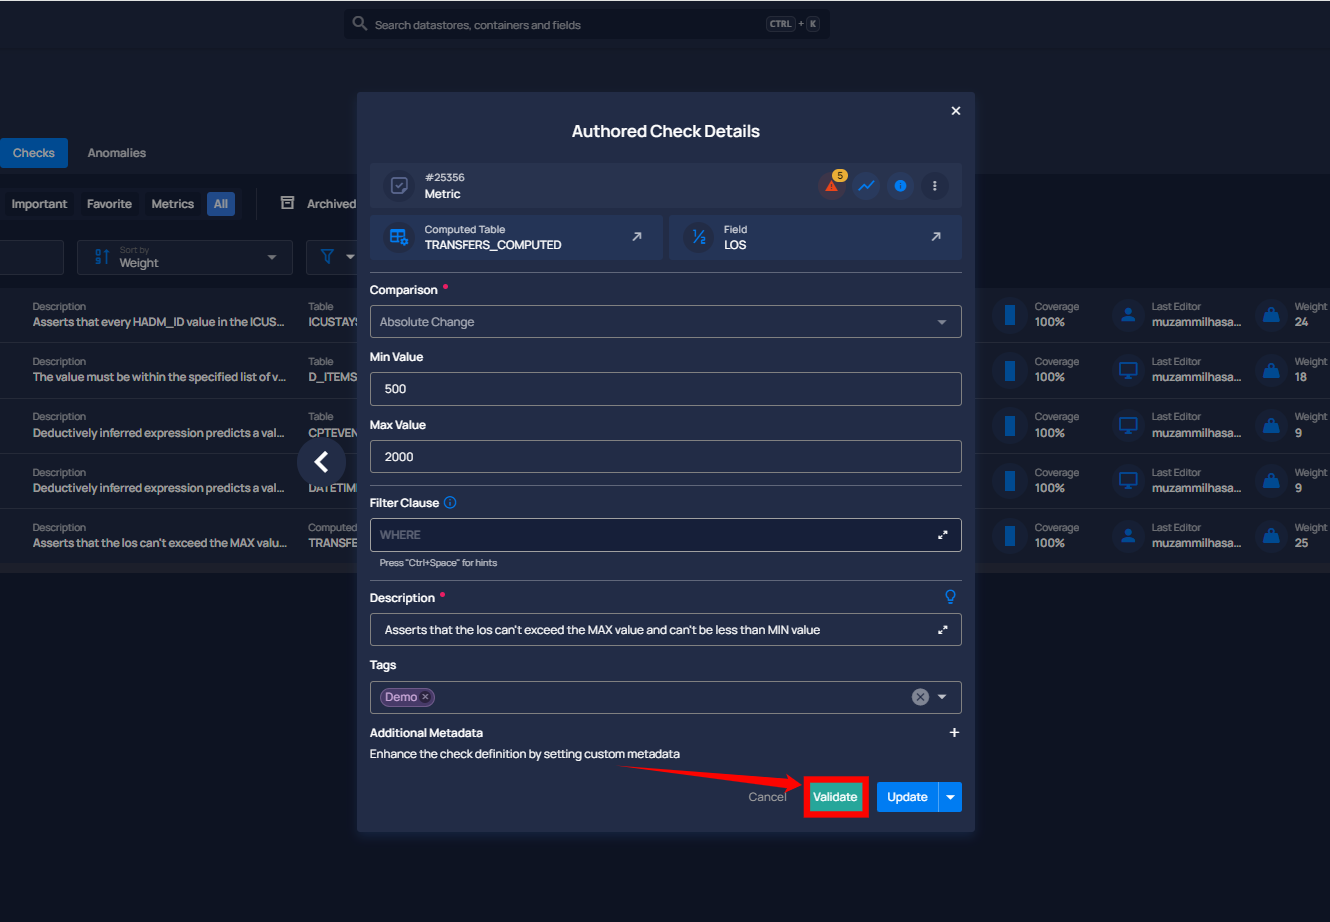 Search datastores, containers and fields
CTRL + K
Authored Check Details
Checks
Anomalies
#25356
Metric
5
Important
Favorite
Metrics
All
Archived
Computed Table
TRANSFERS_COMPUTED
Field
LOS
Sort by
Weight
Comparison
Absolute Change
Min Value
500
Max Value
2000
Filter Clause
WHERE
Press "Ctrl+Space" for hints
Description
Asserts that the los can't exceed the MAX value and can't be less than MIN value
Tags
Demo
Additional Metadata
Enhance the check definition by setting custom metadata
Cancel
Validate
Update
Description
Asserts that every HADM_ID value in the ICUS...
Table
ICUSTAYS
Coverage
100%
Last Editor
muzammilhasa...
Weight
24
Description
The value must be within the specified list of v...
Table
D_ITEMS
Coverage
100%
Last Editor
muzammilhasa...
Weight
18
Description
Deductively inferred expression predicts a val...
Table
CPTEVEN
Coverage
100%
Last Editor
muzammilhasa...
Weight
9
Description
Deductively inferred expression predicts a val...
DATETIM
Coverage
100%
Last Editor
muzammilhasa...
Weight
9
Description
Asserts that the los can't exceed the MAX valu...
Computed
TRANSFE
Coverage
100%
Last Editor
muzammilhasa...
Weight
25